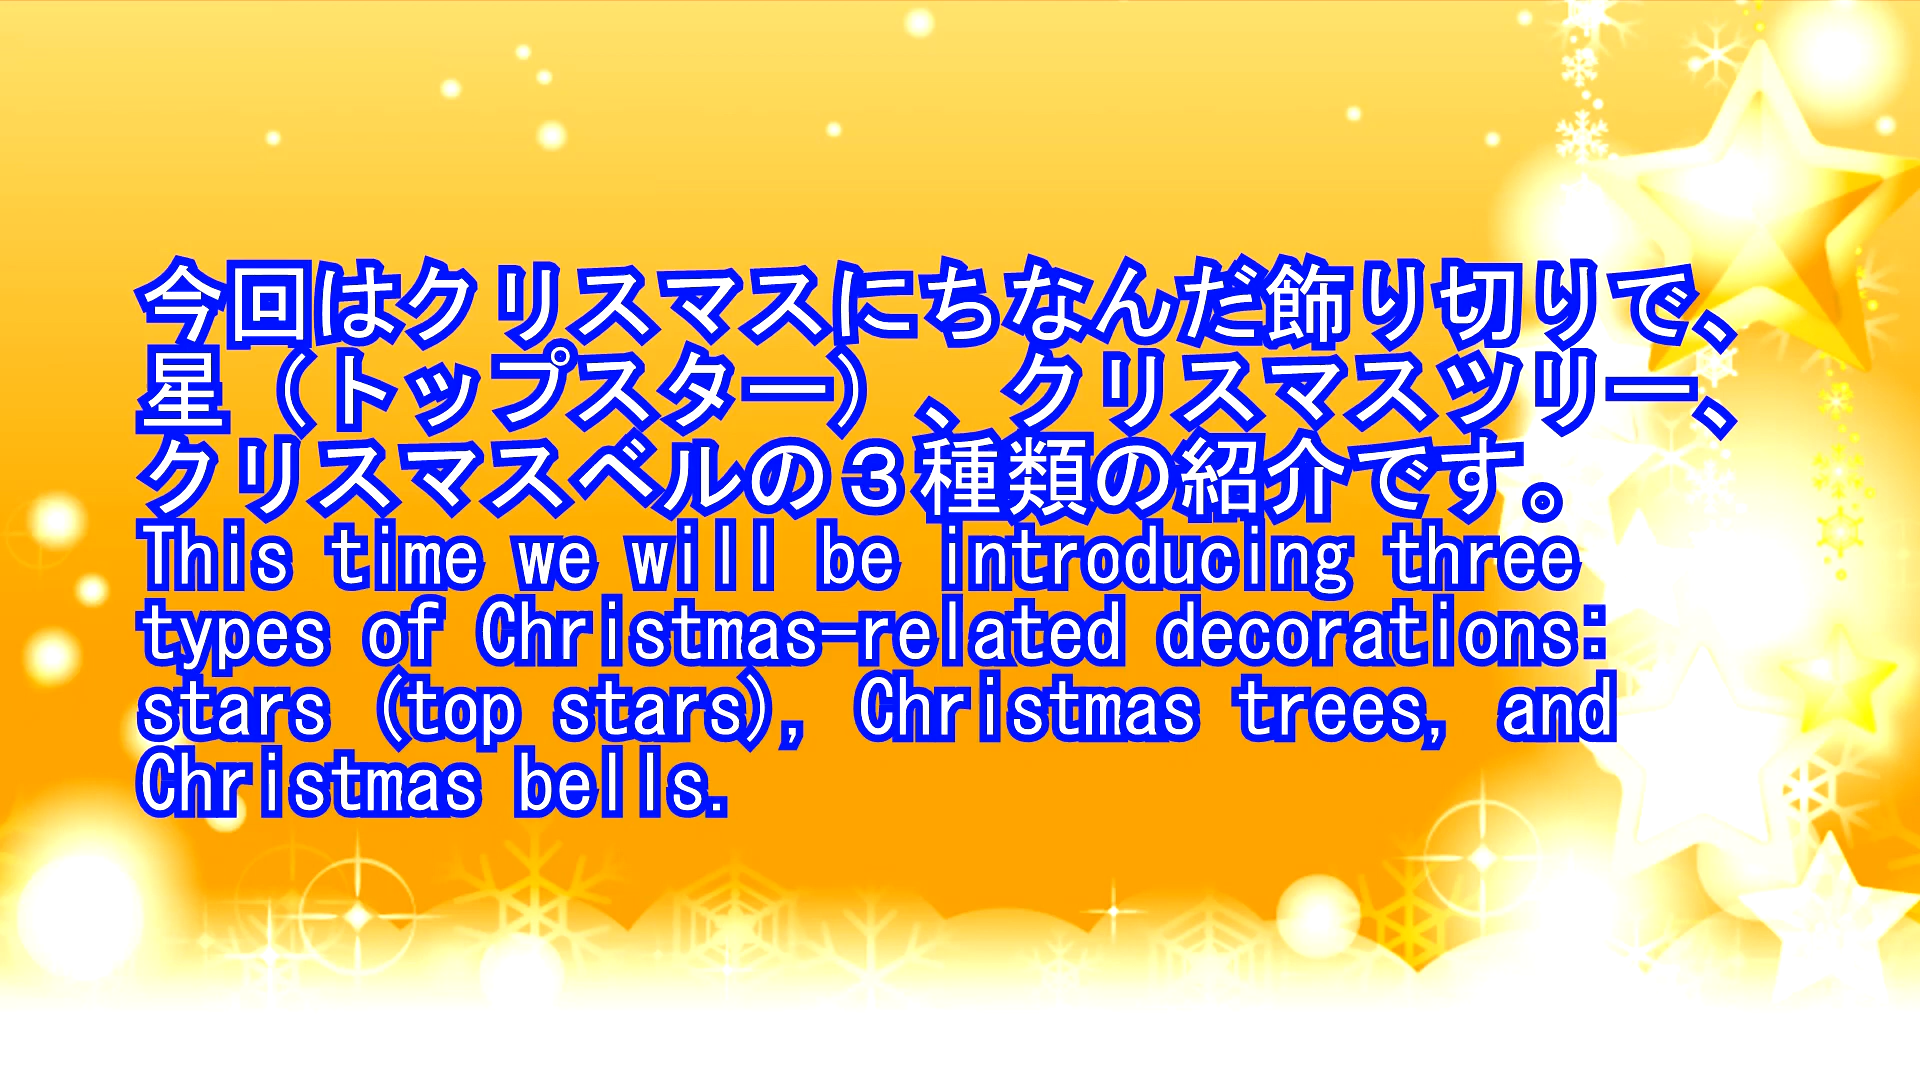 今回はクリスマスにちなんだ飾り切りで、
星（トップスター）、クリスマスツリー、
クリスマスベルの３種類の紹介です。
This time we will be introducing three
types of Christmas-related decorations:
stars (top stars), Christmas trees, and
Christmas bells.